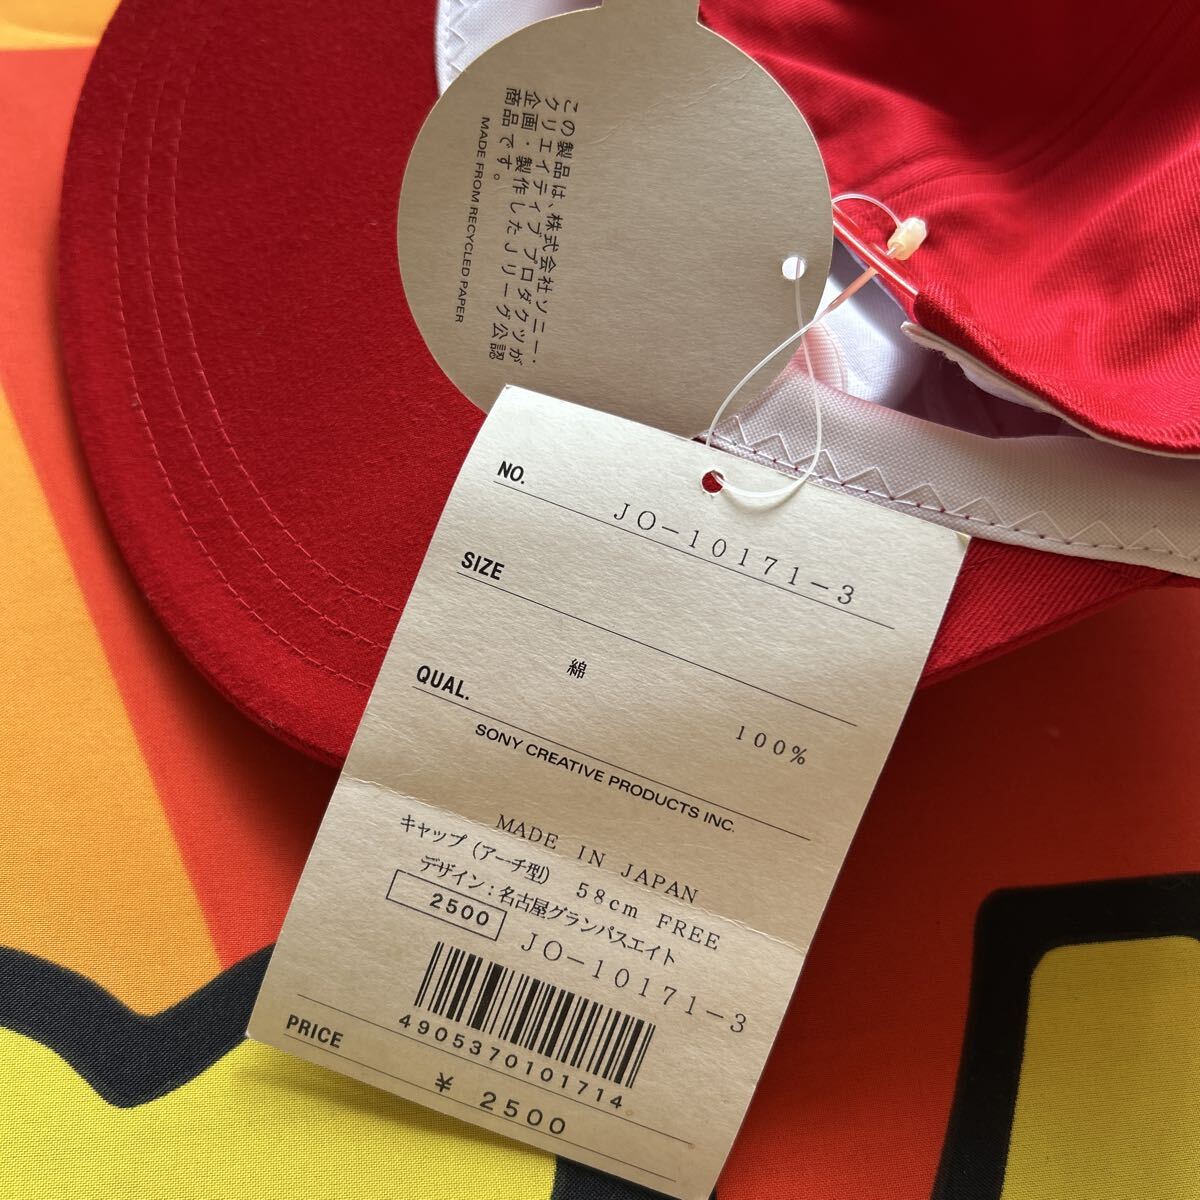 この製品は、株式会社ソニー・
クリエイティブプロダクツが
企画・製作したJリーグ公認
商品です。
MADE FROM RECYCLED PAPER
NO.
JO-10171-3
SIZE
綿
100%
QUAL.
SONY CREATIVE PRODUCTS INC.
MADE IN JAPAN
キャップ(アーチ型) 58cm FREE
デザイン:名古屋グランパスエイト
2500
JO-10171-3
4905370101714
PRICE
¥ 2500